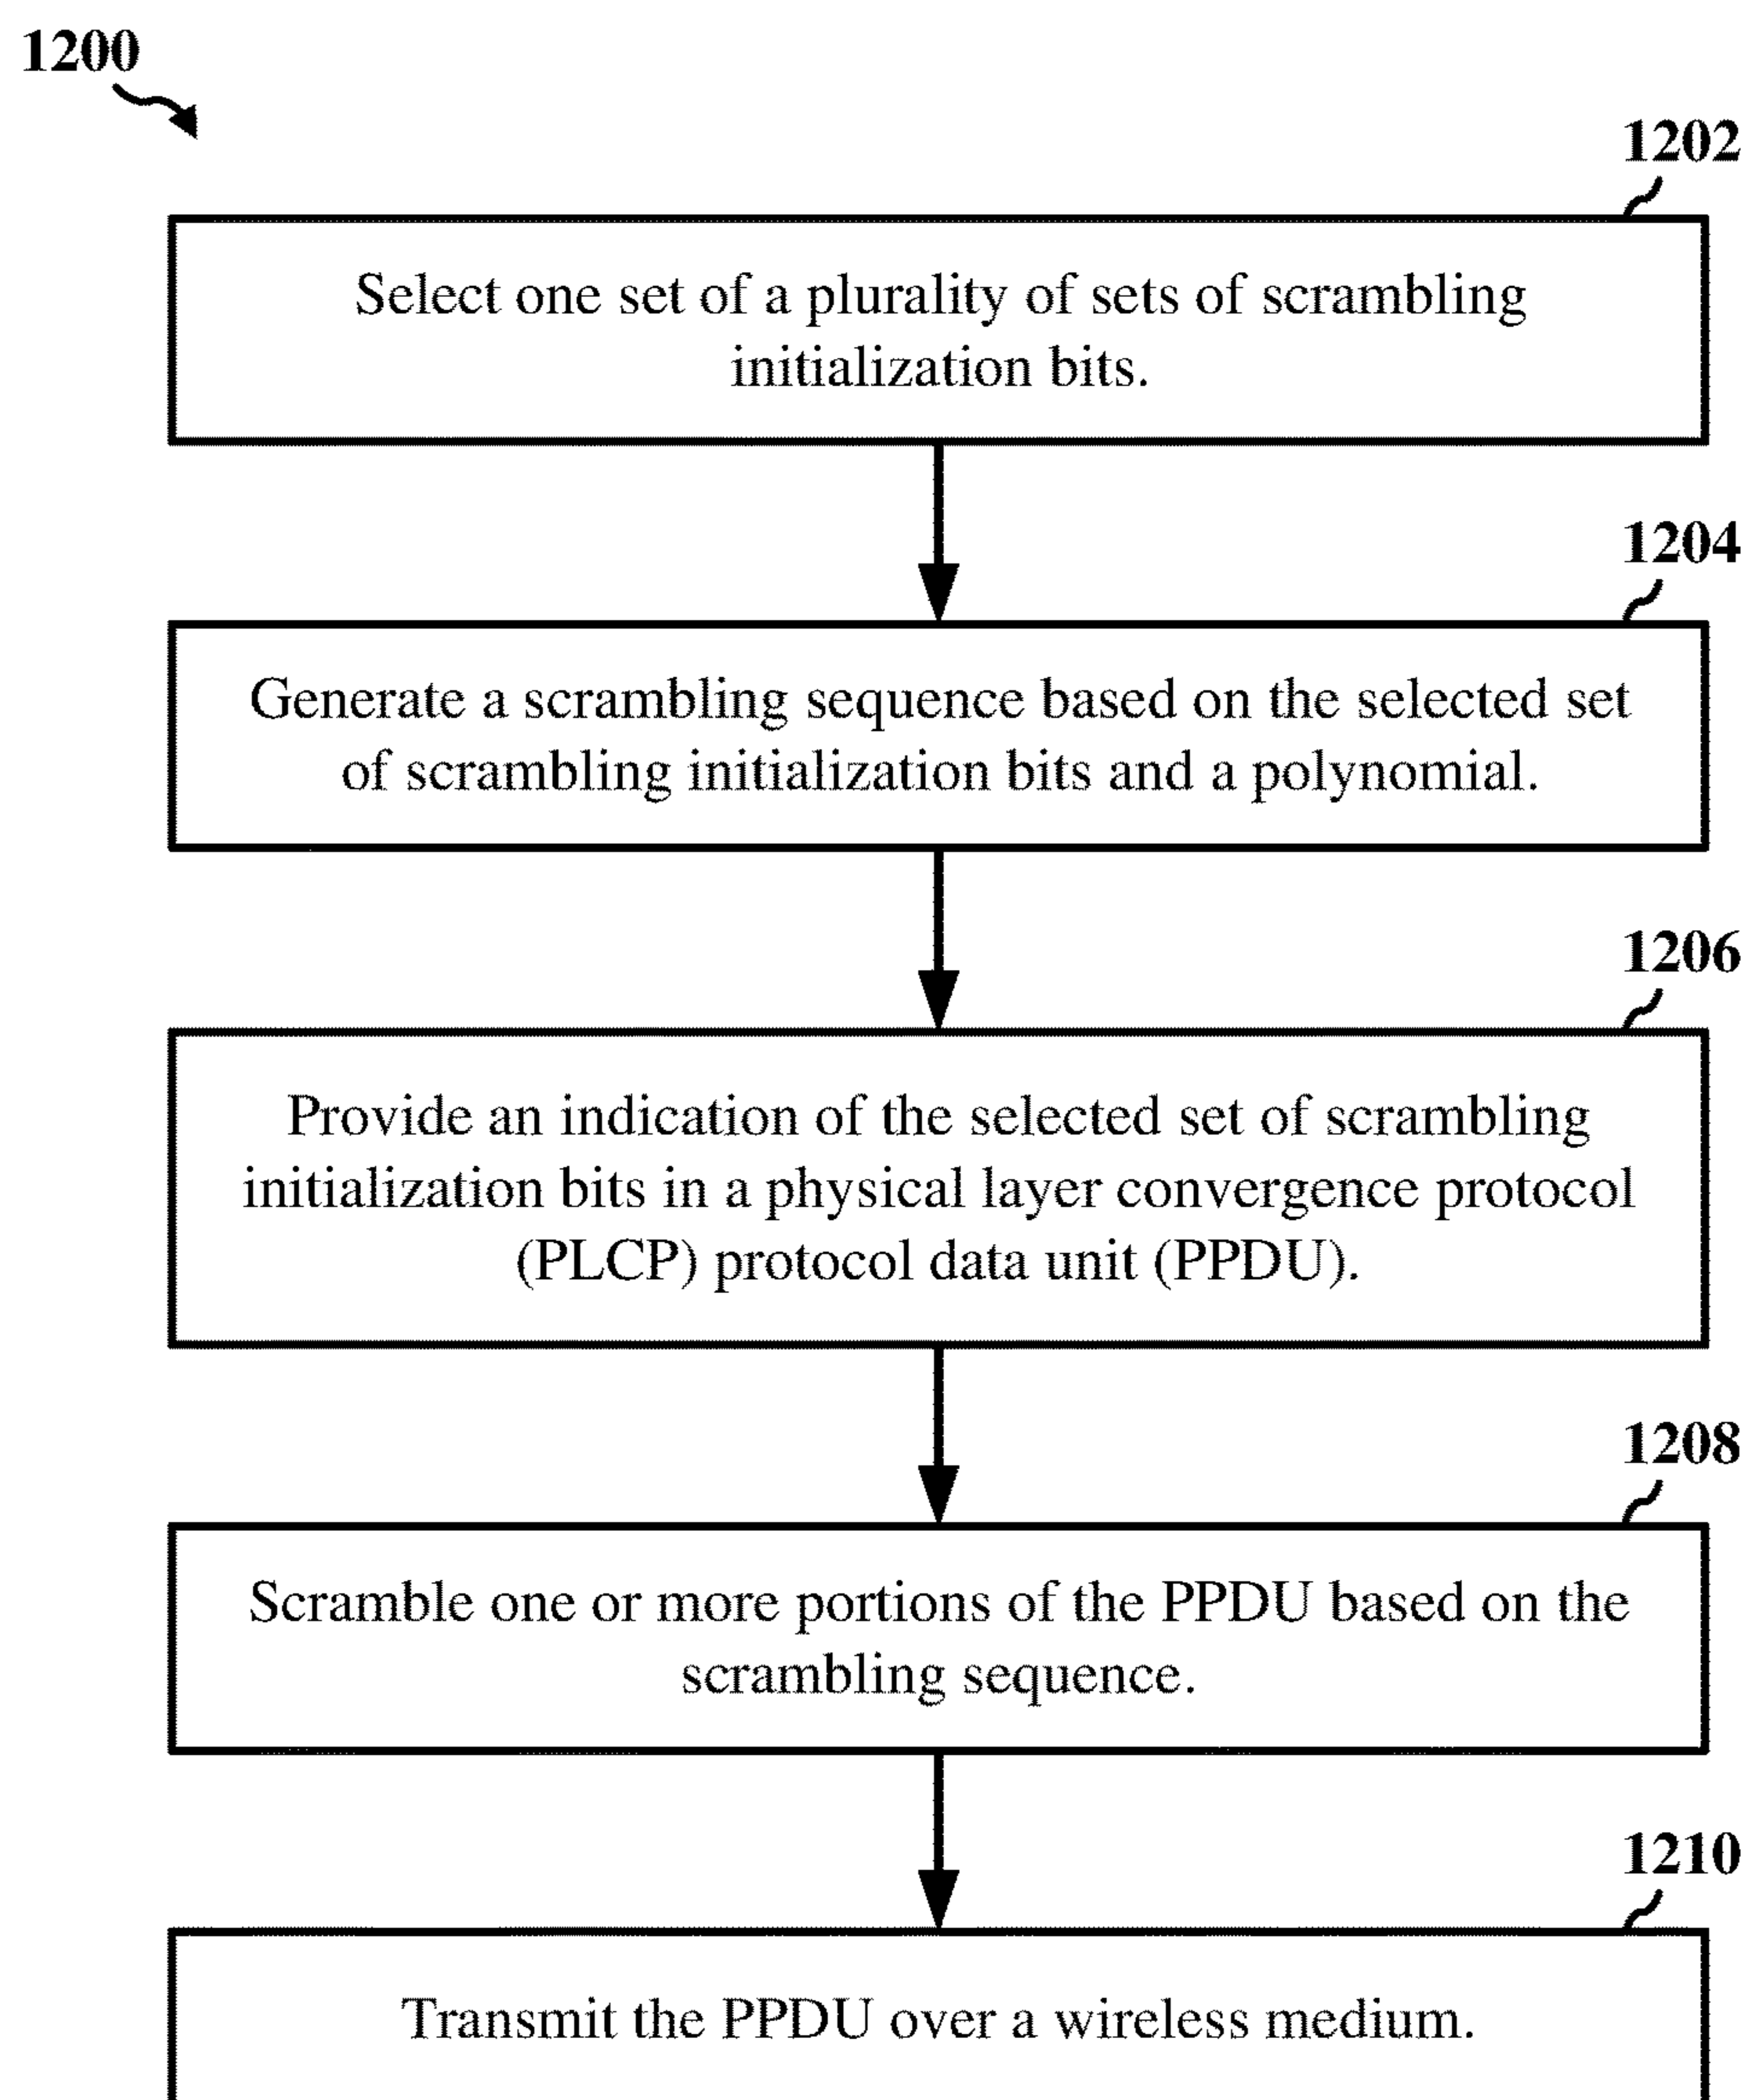 1200
1202
Select one set of a plurality of sets of scrambling
initialization bits.
1204
Generate a scrambling sequence based on the selected set
of scrambling initialization bits and a polynomial.
1206
Provide an indication of the selected set of scrambling
initialization bits in a physical layer convergence protocol
(PLCP) protocol data unit (PPDU).
1208
Scramble one or more portions of the PPDU based on the
scrambling sequence.
1210
Transmit the PPDU over a wireless medium.